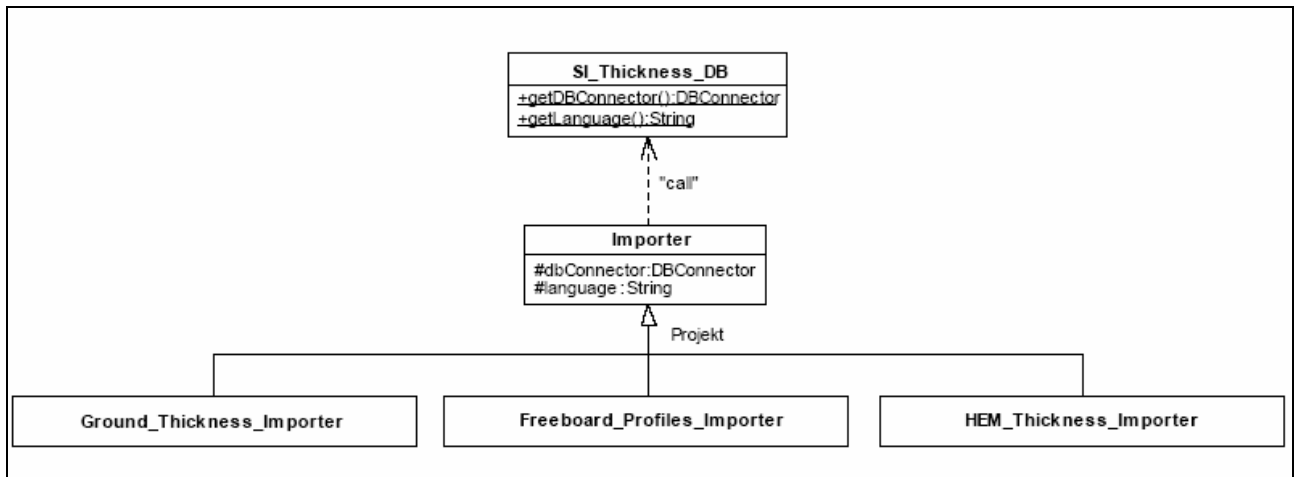 SI_Thickness_DB
+getDBConnector():DBConnector
+getLanguage():String
"call"
Importer
#dbConnector:DBConnector
#language:String
Projekt
Ground_Thickness_Importer
Freeboard_Profiles_Importer
HEM_Thickness_Importer